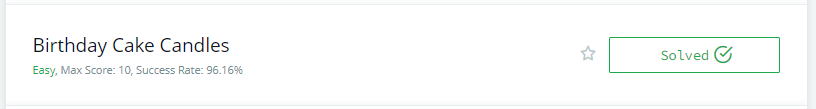 Birthday Cake Candles
Solved
Easy, Max Score: 10, Success Rate: 96.16%